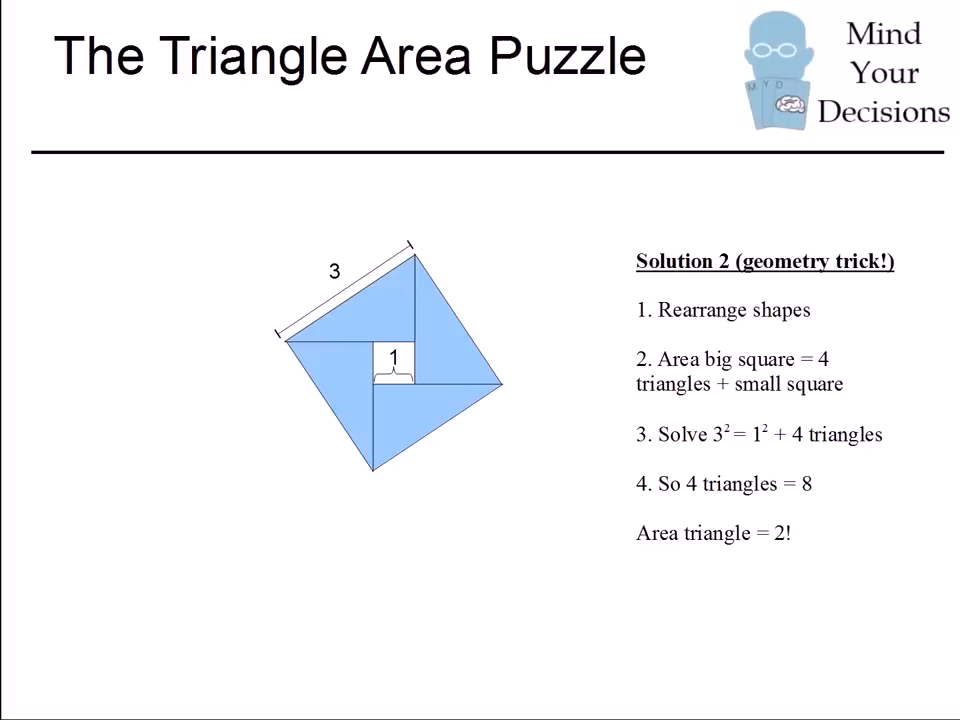 The Triangle Area Puzzle
Mind
Your
Decisions
M Y D
3
1
Solution 2 (geometry trick!)
1. Rearrange shapes
2. Area big square = 4
triangles + small square
3. Solve 3² = 1² + 4 triangles
4. So 4 triangles = 8
Area triangle = 2!